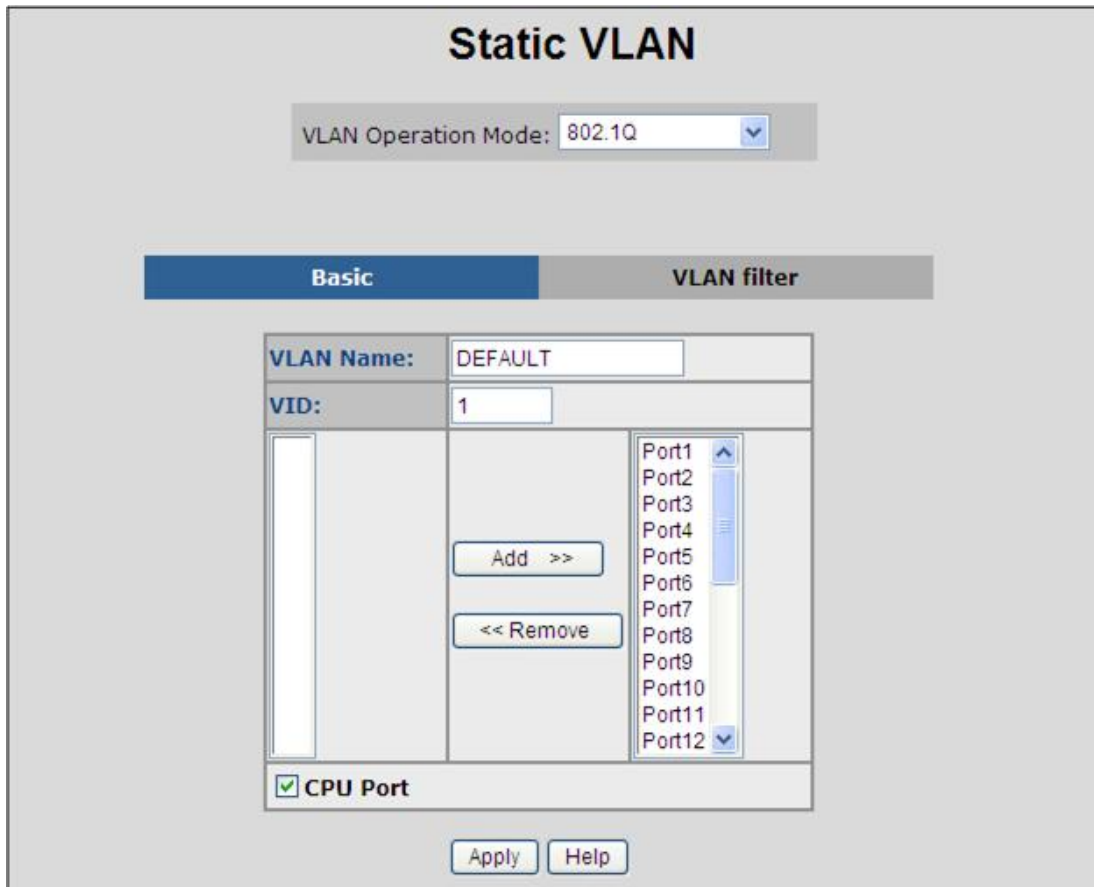 Static VLAN
VLAN Operation Mode: 802.1Q
Basic VLAN filter
VLAN Name: DEFAULT
VID: 1
Port1
Port2
Port3
Port4
Port5
Port6
Port7
Port8
Port9
Port10
Port11
Port12
Add >>
<< Remove
CPU Port
Apply Help